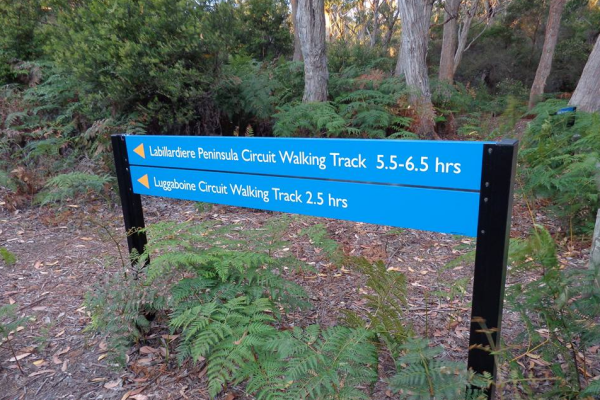 Labillardiere Peninsula Circuit Walking Track 5.5-6.5 hrs
Luggaboine Circuit Walking Track 2.5 hrs